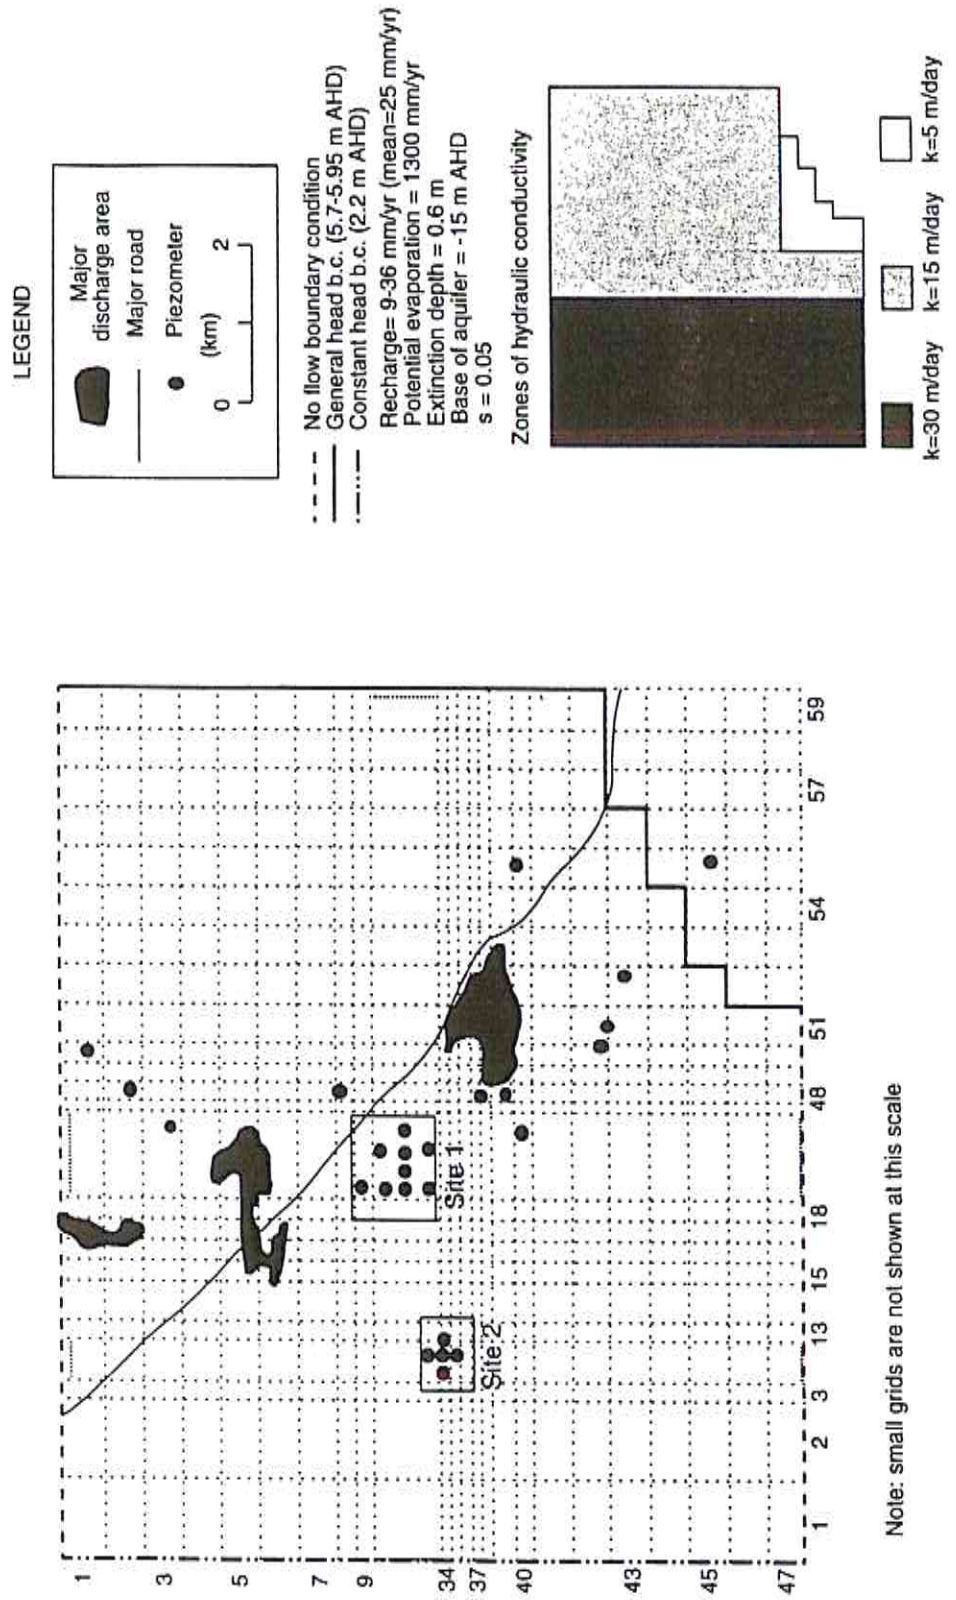 LEGEND
Major
discharge area
Major road
Piezometer
(km)
0 2
No flow boundary condition
General head b.c. (5.7-5.95 m AHD)
Constant head b.c. (2.2 m AHD)
Recharge= 9-36 mm/yr (mean=25 mm/yr)
Potential evaporation = 1300 mm/yr
Extinction depth = 0.6 m
Base of aquifer = -15 m AHD
s = 0.05
Zones of hydraulic conductivity
k=30 m/day k=15 m/day k=5 m/day
1
3
5
7
9
34
37
40
43
45
47
Site 1
Site 2
1 2 3 13 15 18 48 51 54 57 59
Note: small grids are not shown at this scale